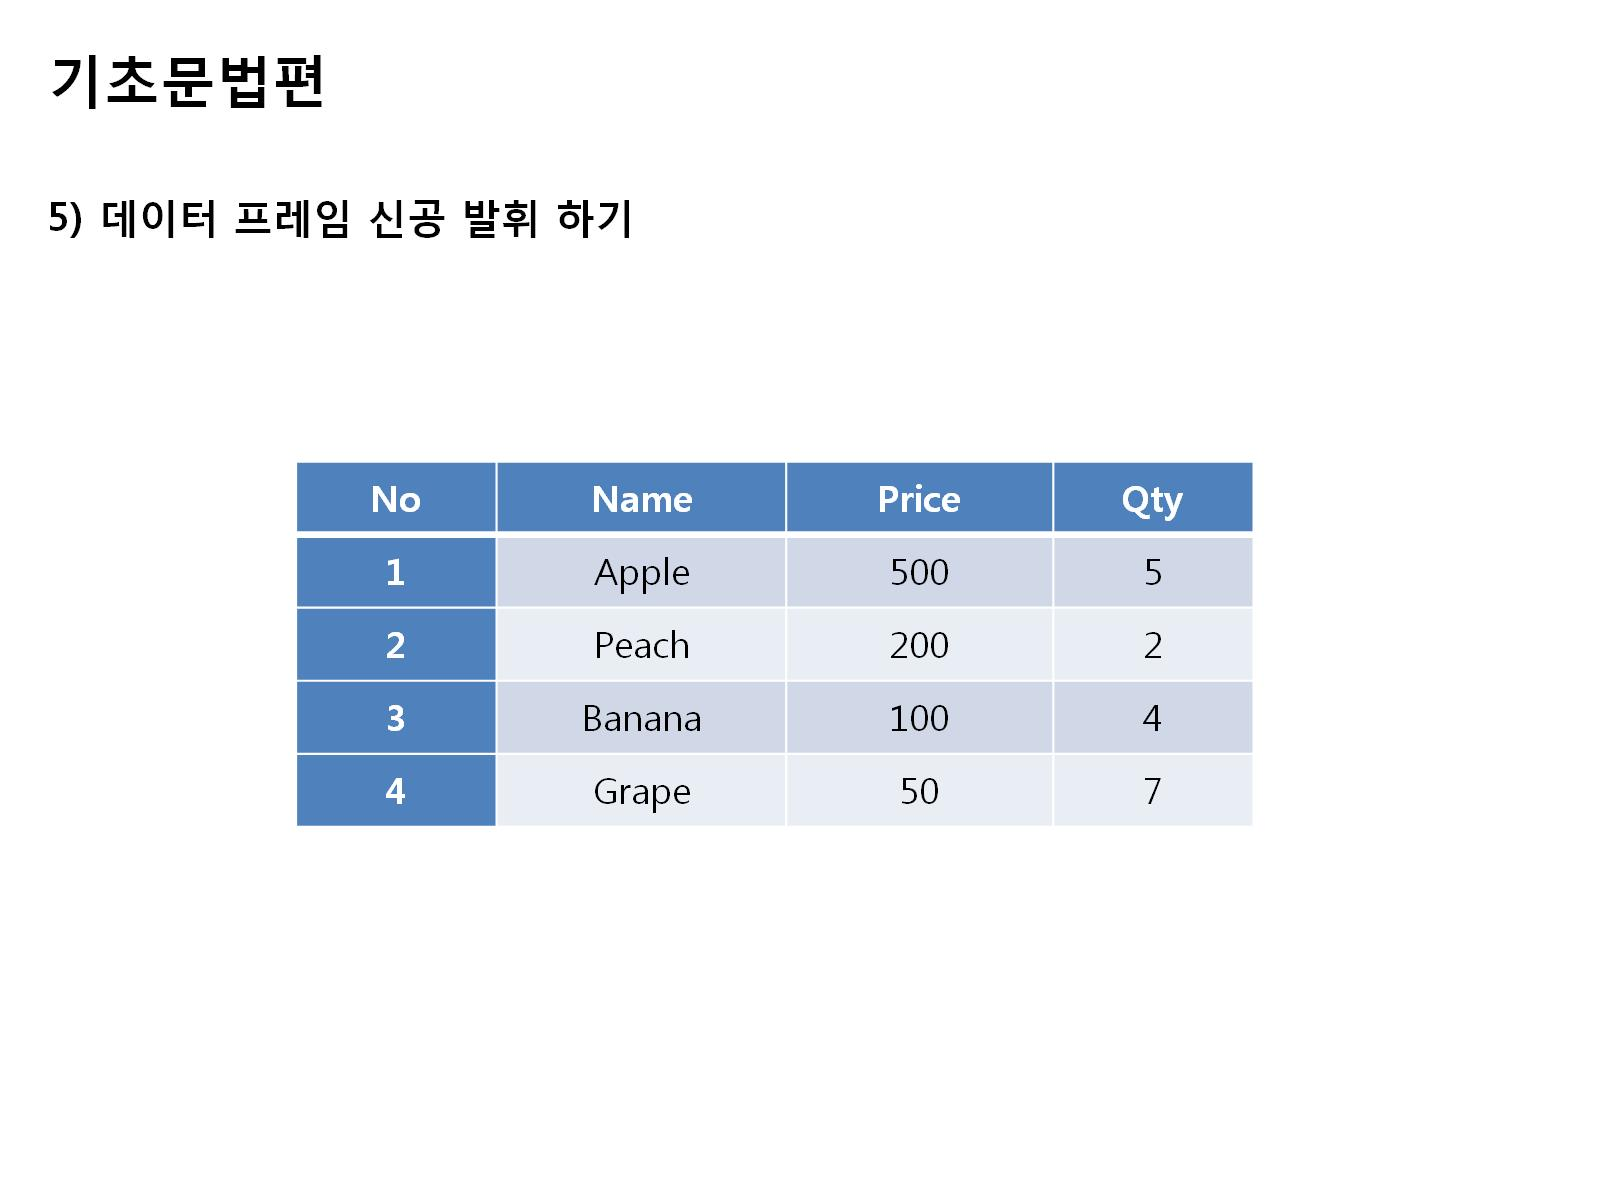 기초문법편
5) 데이터 프레임 신공 발휘 하기
No Name Price Qty
1 Apple 500 5
2 Peach 200 2
3 Banana 100 4
4 Grape 50 7